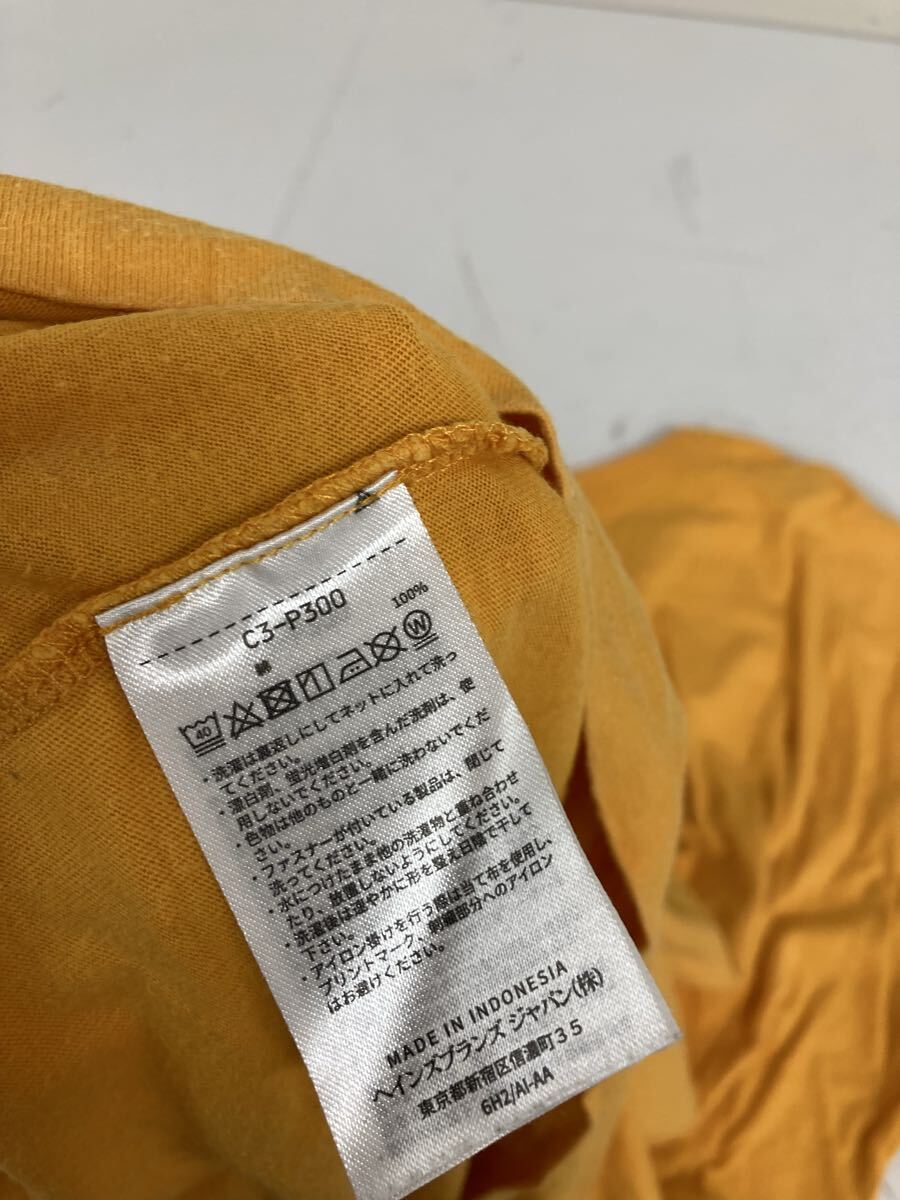 C3-P300
綿 100%
40 W
・洗濯は裏返しにしてネットに入れて洗っ
てください。
・漂白剤、蛍光増白剤を含んだ洗剤は、使
用しないでください。
・色物は他のものと一緒に洗わないでくだ
さい。
・ファスナーが付いている製品は、閉じて
洗ってください。
・水につけたまま他の洗濯物と重ね合わせ
たり、放置しないようにしてください。
・洗濯後は速やかに形を整え日陰で干して
下さい。
・アイロン掛けを行う際は当て布を使用し、
プリントマーク、刺繍部分へのアイロン
はお避けください。
MADE IN INDONESIA
ヘインズブランズ ジャパン(株)
東京都新宿区信濃町35
6H2/AI-AA